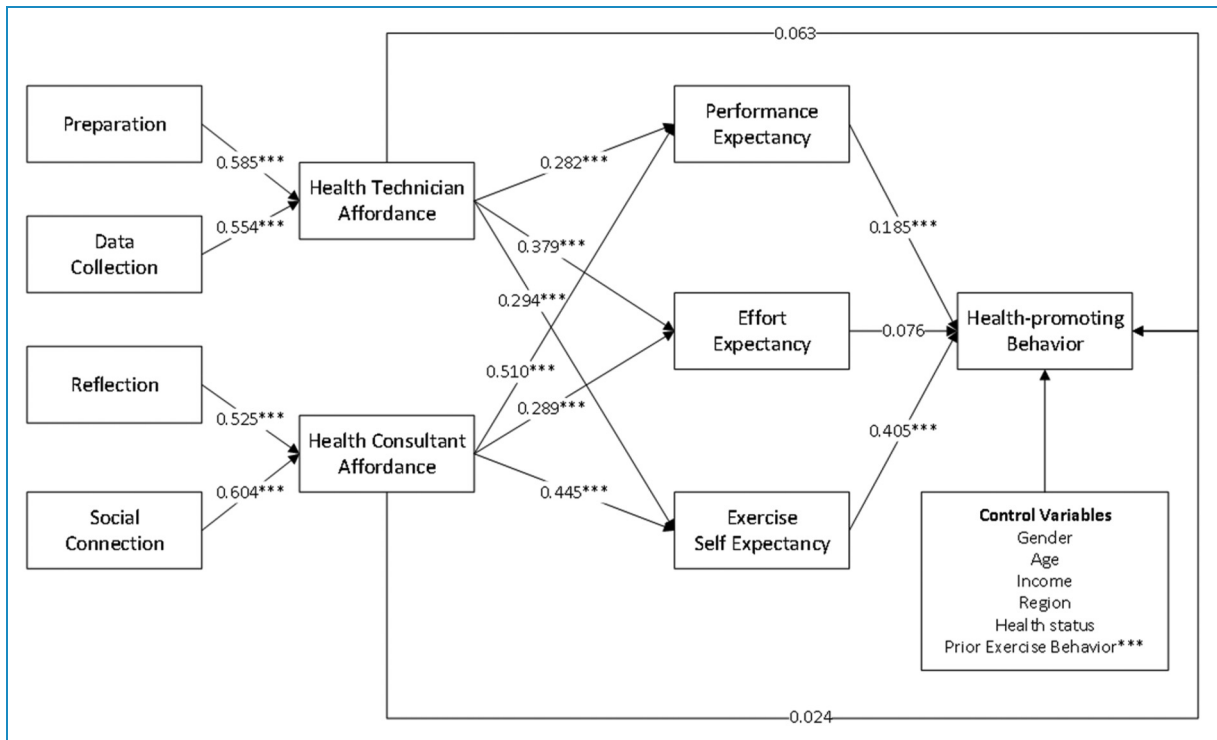 0.063
Preparation
0.585***
Data
Collection
0.554***
Health Technician
Affordance
Reflection
0.525***
Social
Connection
0.604***
Health Consultant
Affordance
0.282***
0.379***
0.294***
0.510***
0.289***
0.445***
Performance
Expectancy
Effort
Expectancy
Exercise
Self Expectancy
0.185***
0.076
0.405***
Health-promoting
Behavior
Control Variables
Gender
Age
Income
Region
Health status
Prior Exercise Behavior***
0.024